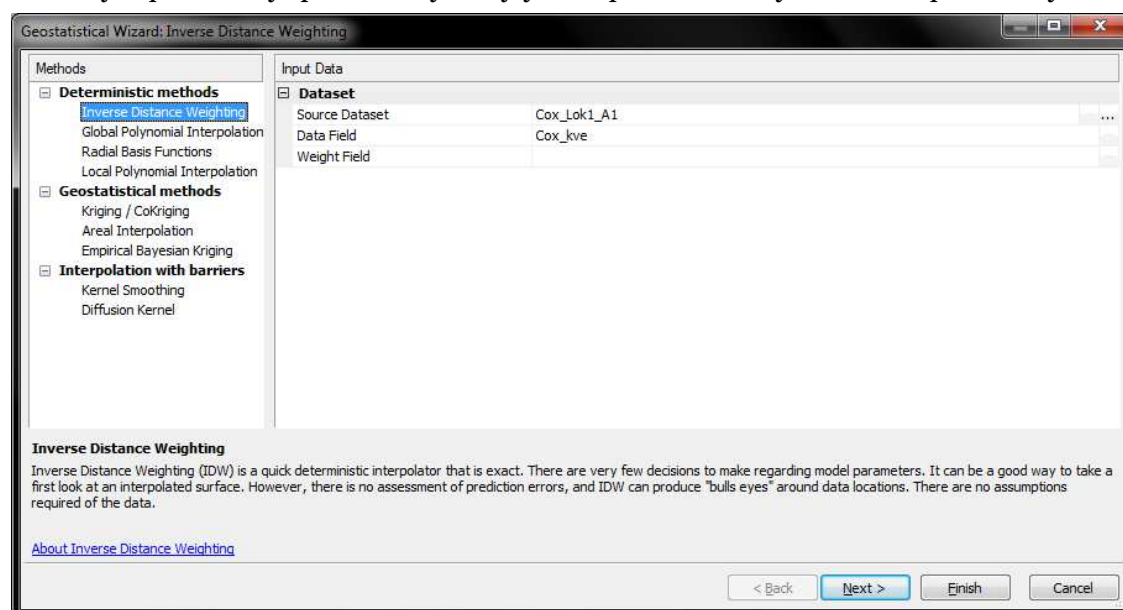 Geostatistical Wizard: Inverse Distance Weighting
Methods
Deterministic methods
Inverse Distance Weighting
Global Polynomial Interpolation
Radial Basis Functions
Local Polynomial Interpolation
Geostatistical methods
Kriging / CoKriging
Areal Interpolation
Empirical Bayesian Kriging
Interpolation with barriers
Kernel Smoothing
Diffusion Kernel
Input Data
Dataset
Source Dataset Cox_Lok1_A1 ...
Data Field Cox_kve
Weight Field
Inverse Distance Weighting
Inverse Distance Weighting (IDW) is a quick deterministic interpolator that is exact. There are very few decisions to make regarding model parameters. It can be a good way to take a
first look at an interpolated surface. However, there is no assessment of prediction errors, and IDW can produce "bulls eyes" around data locations. There are no assumptions
required of the data.
About Inverse Distance Weighting
< Back Next > Finish Cancel